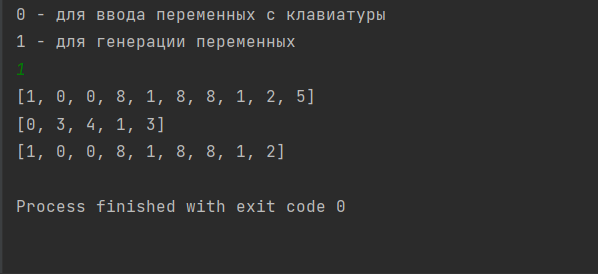 0 - для ввода переменных с клавиатуры
1 - для генерации переменных
1
[1, 0, 0, 8, 1, 8, 8, 1, 2, 5]
[0, 3, 4, 1, 3]
[1, 0, 0, 8, 1, 8, 8, 1, 2]
Process finished with exit code 0